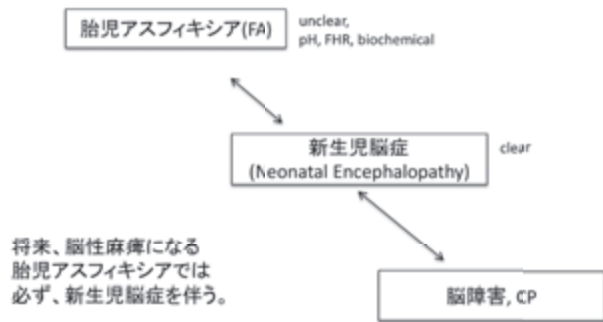 胎児アスフィキシア(FA)
unclear,
pH, FHR, biochemical
新生児脳症
(Neonatal Encephalopathy)
clear
将来、脳性麻痺になる
胎児アスフィキシアでは
必ず、新生児脳症を伴う。
脳障害, CP